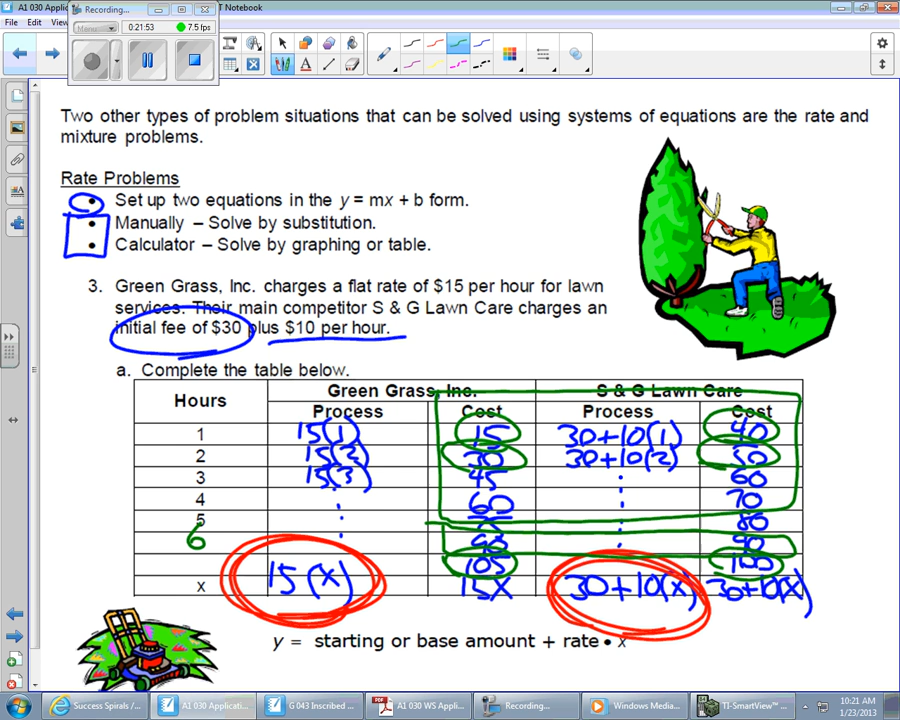 A1 030 Applic
Recording...
T Notebook
File Edit
Menu
0:21:53
7.5 fps
Two other types of problem situations that can be solved using systems of equations are the rate and
mixture problems.
Rate Problems
• Set up two equations in the y = mx + b form.
• Manually – Solve by substitution.
• Calculator – Solve by graphing or table.
3. Green Grass, Inc. charges a flat rate of $15 per hour for lawn
services. Their main competitor S & G Lawn Care charges an
initial fee of $30 plus $10 per hour.
a. Complete the table below.
Hours Green Grass, Inc. S & G Lawn Care
Process Cost Process Cost
1 15(1) 15 30+10(1) 40
2 15(2) 30 30+10(2) 50
3 15(3) 45 60
4 60 70
5 80
6 90 90
105 100
x 15(x) 15x 30+10(x) 30+10(x)
y = starting or base amount + rate • x
Success Spirals /
A1 030 Applicati
G 043 Inscribed
A1 030 WS Appli...
Recording...
Windows Media...
TI-SmartView™
10:21 AM
1/23/2013